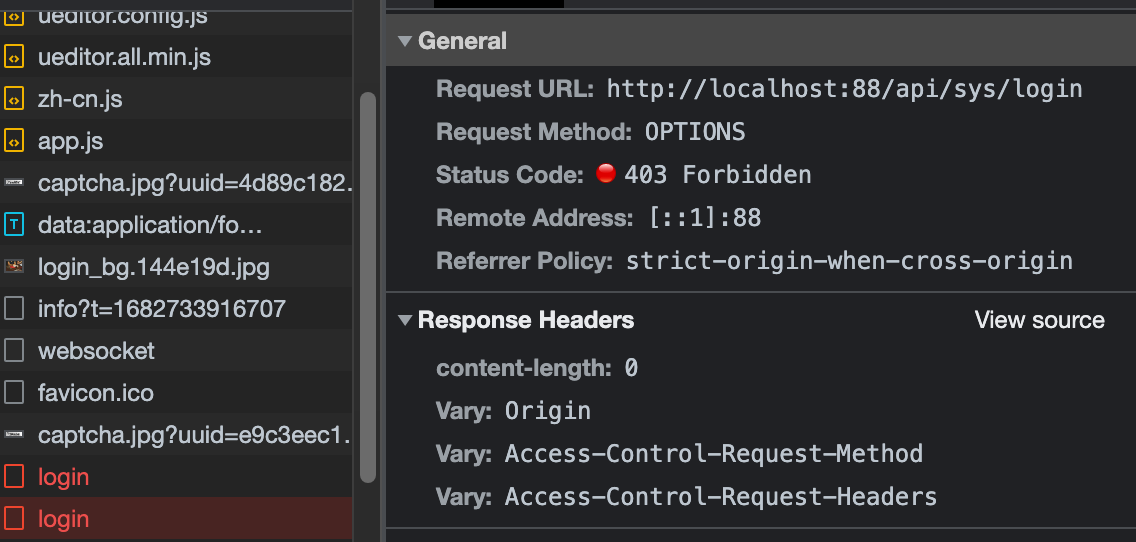 ueditor.config.js
ueditor.all.min.js
zh-cn.js
app.js
captcha.jpg?uuid=4d89c182.
T data:application/fo…
login_bg.144e19d.jpg
info?t=1682733916707
websocket
favicon.ico
captcha.jpg?uuid=e9c3eec1.
login
login
General
Request URL: http://localhost:88/api/sys/login
Request Method: OPTIONS
Status Code: 403 Forbidden
Remote Address: [::1]:88
Referrer Policy: strict-origin-when-cross-origin
Response Headers View source
content-length: 0
Vary: Origin
Vary: Access-Control-Request-Method
Vary: Access-Control-Request-Headers